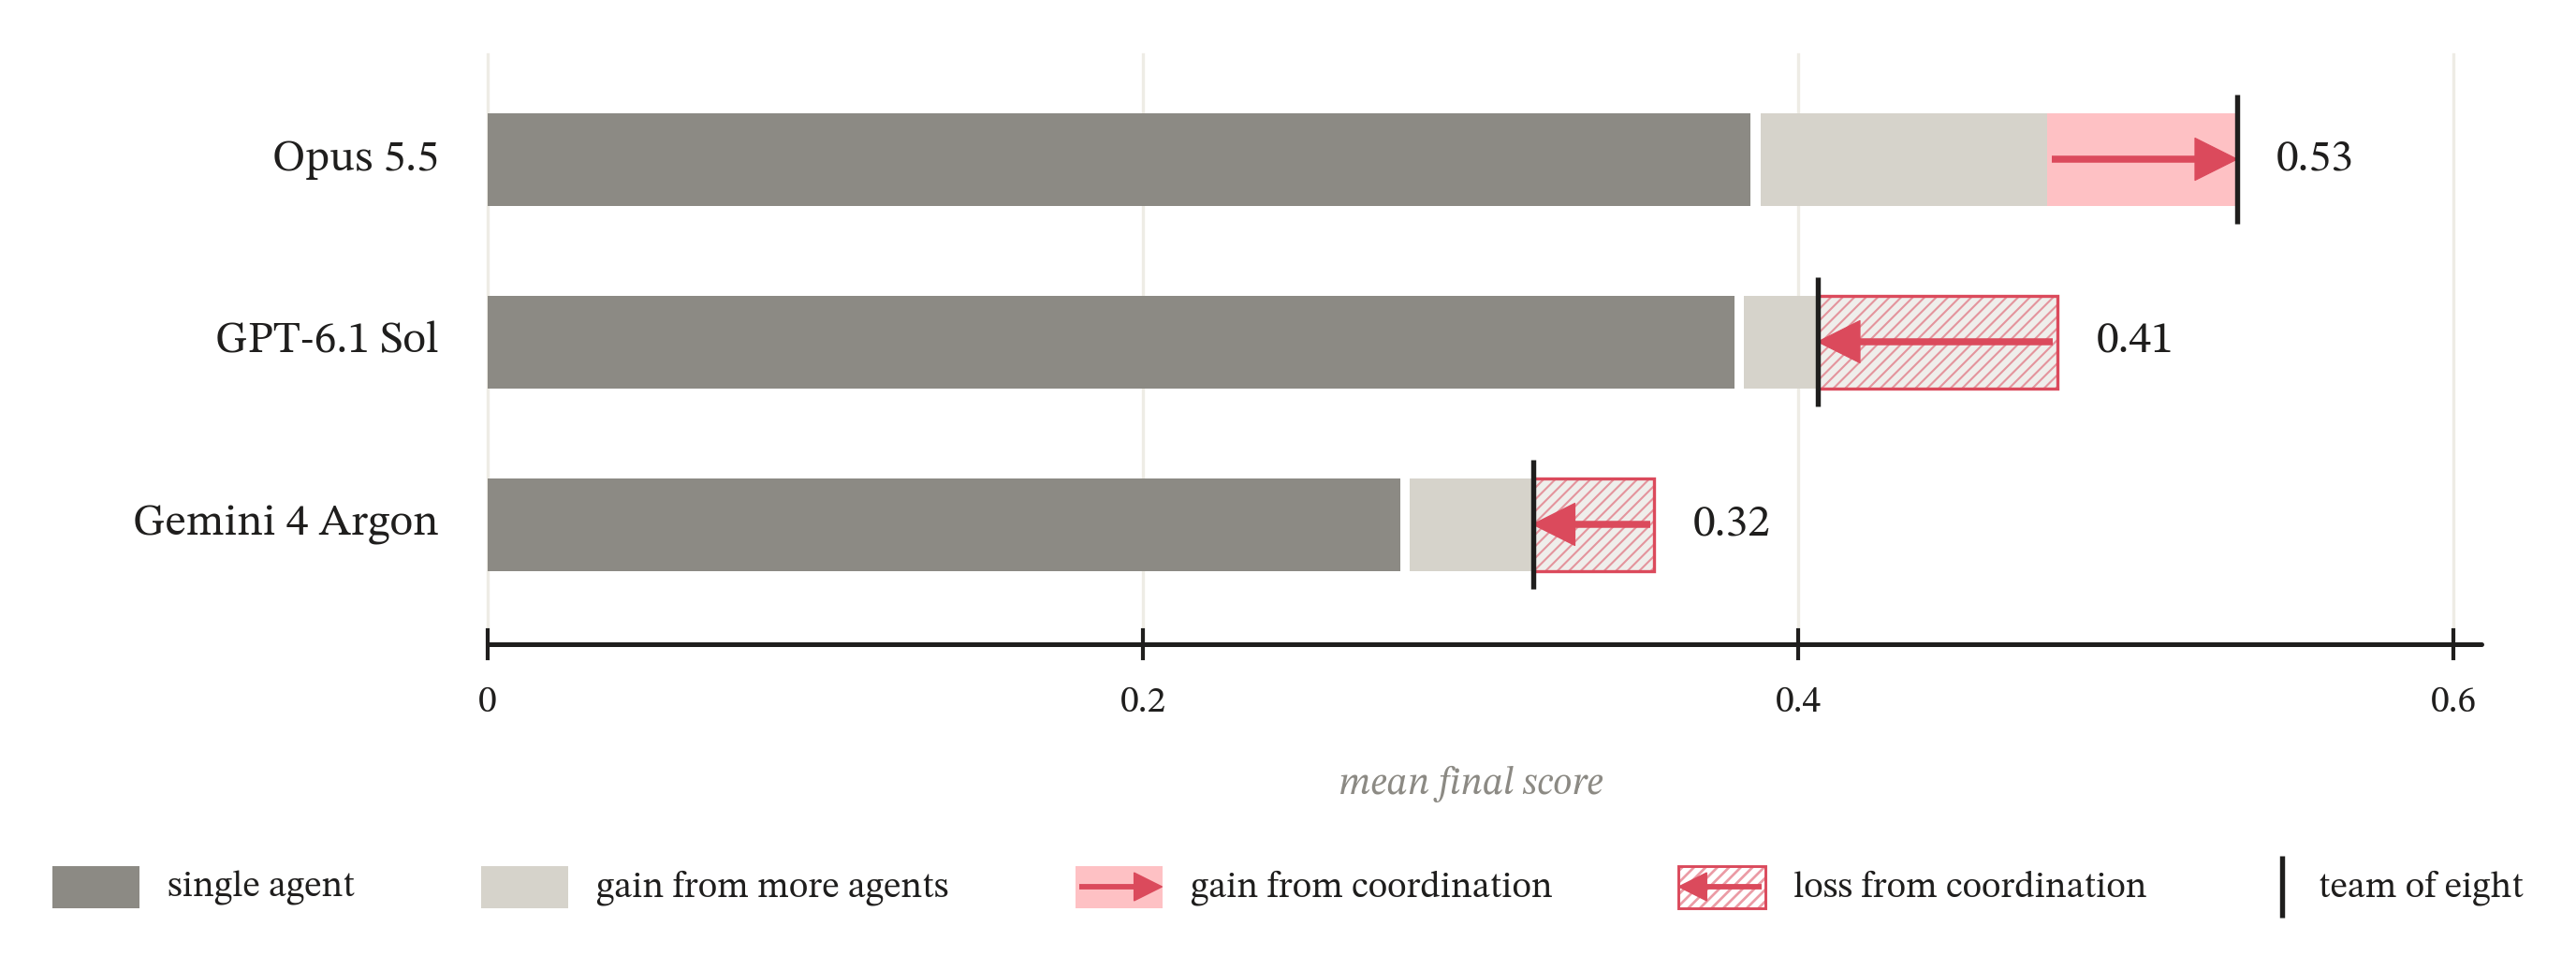 Opus 5.5
0.53
GPT-6.1 Sol
0.41
Gemini 4 Argon
0.32
0 0.2 0.4 0.6
mean final score
single agent gain from more agents gain from coordination loss from coordination team of eight